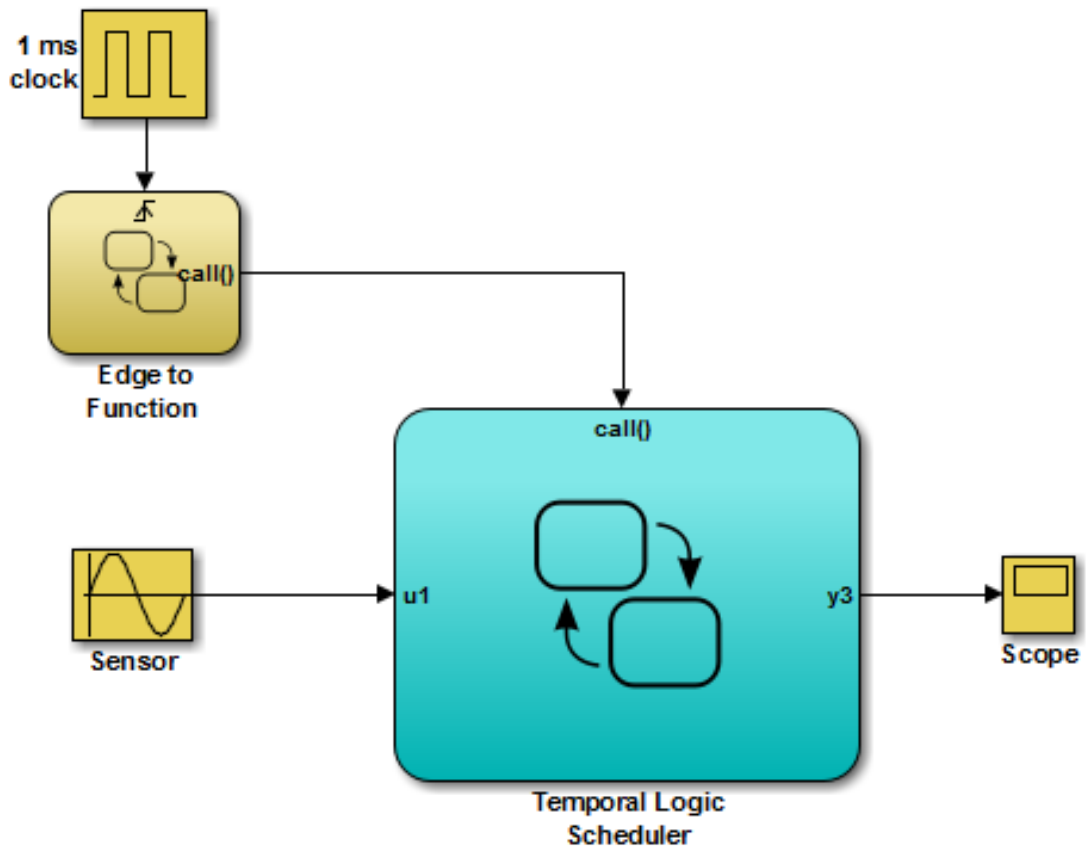 1 ms
clock
call()
Edge to
Function
call()
u1
y3
Sensor
Scope
Temporal Logic
Scheduler